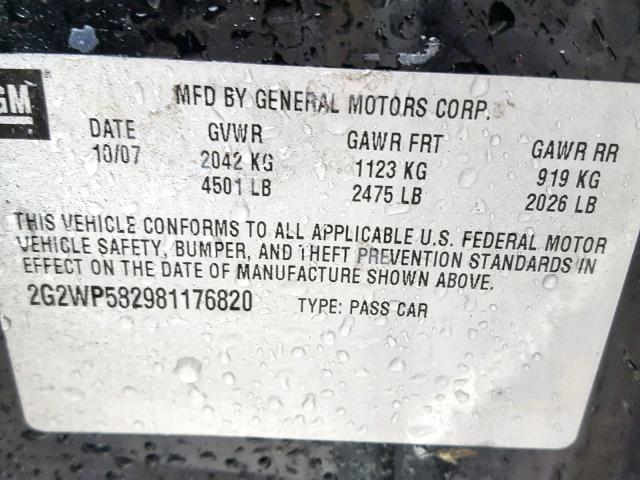 GM
MFD BY GENERAL MOTORS CORP.
DATE GVWR GAWR FRT GAWR RR
10/07 2042 KG 1123 KG 919 KG
4501 LB 2475 LB 2026 LB
THIS VEHICLE CONFORMS TO ALL APPLICABLE U.S. FEDERAL MOTOR
VEHICLE SAFETY, BUMPER, AND THEFT PREVENTION STANDARDS IN
EFFECT ON THE DATE OF MANUFACTURE SHOWN ABOVE.
2G2WP582981176820 TYPE: PASS CAR